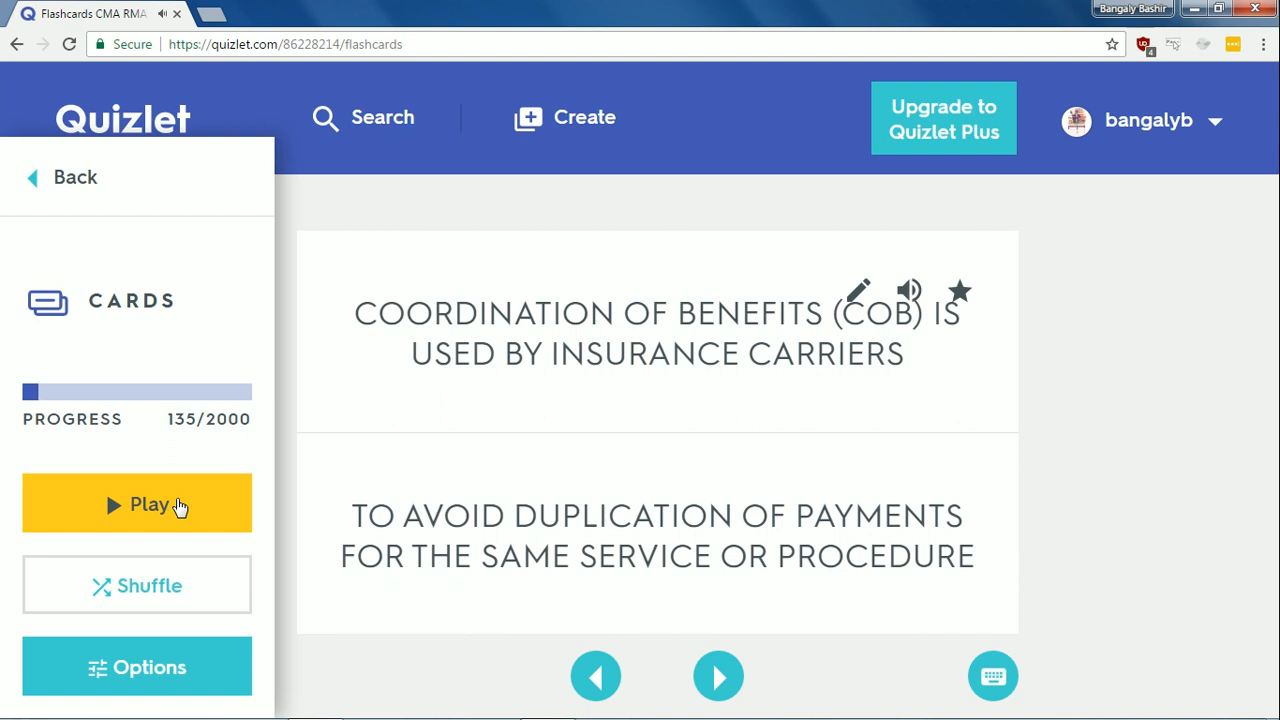 Flashcards CMA RMA
Bangaly Bashir
Secure
https://quizlet.com/86228214/flashcards
4
Quizlet
Search
Create
Upgrade to
Quizlet Plus
bangalyb
Back
CARDS
PROGRESS 135/2000
Play
Shuffle
Options
COORDINATION OF BENEFITS (COB) IS
USED BY INSURANCE CARRIERS
TO AVOID DUPLICATION OF PAYMENTS
FOR THE SAME SERVICE OR PROCEDURE